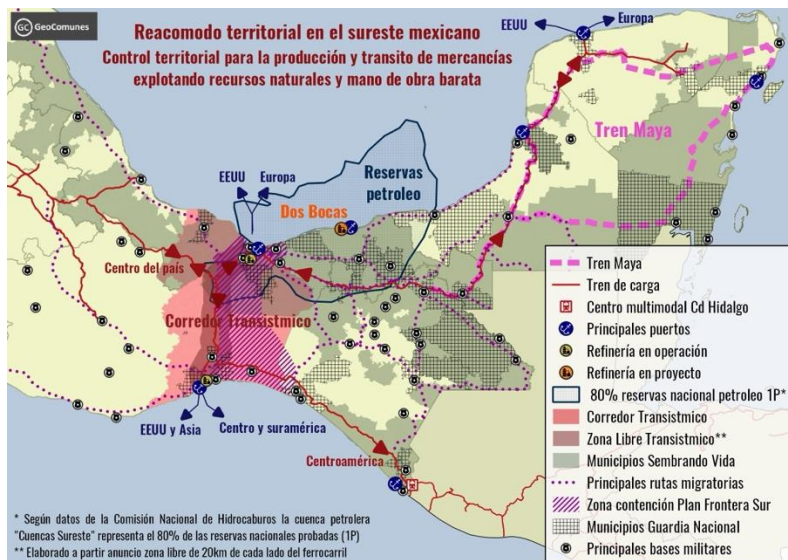 GC GeoComunes
Reacomodo territorial en el sureste mexicano
Control territorial para la producción y transito de mercancías
explotando recursos naturales y mano de obra barata
EEUU
Europa
Tren Maya
EEUU
Europa
Reservas
petroleo
Dos Bocas
Centro del país
Corredor Transístmico
EEUU y Asia
Centro y suramérica
Centroamérica
Tren Maya
Tren de carga
Centro multimodal Cd Hidalgo
Principales puertos
Refinería en operación
Refinería en proyecto
80% reservas nacional petroleo 1P*
Corredor Transistmico
Zona Libre Transistmico**
Municipios Sembrando Vida
Principales rutas migratorias
Zona contención Plan Frontera Sur
Municipios Guardia Nacional
Principales bases militares
* Según datos de la Comisión Nacional de Hidrocaburos la cuenca petrolera
"Cuencas Sureste" representa el 80% de las reservas nacionales probadas (1P)
** Elaborado a partir anuncio zona libre de 20km de cada lado del ferrocarril